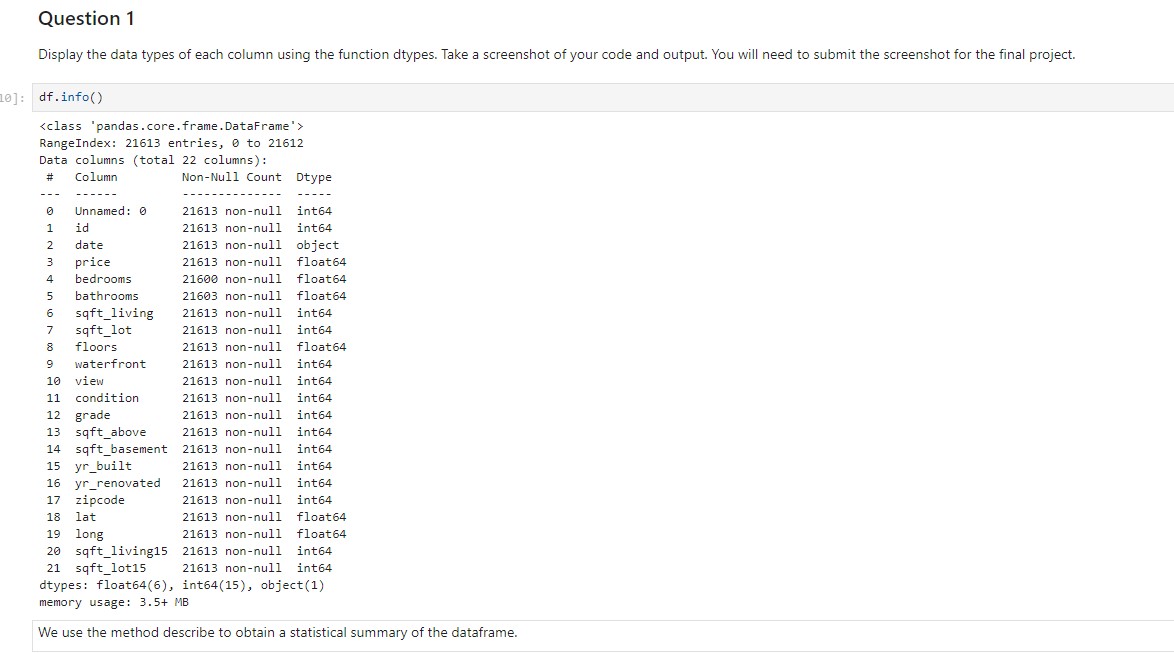 Question 1
Display the data types of each column using the function dtypes. Take a screenshot of your code and output. You will need to submit the screenshot for the final project.
10]: df.info()
<class 'pandas.core.frame.DataFrame'>
RangeIndex: 21613 entries, 0 to 21612
Data columns (total 22 columns):
 #   Column         Non-Null Count  Dtype
---  ------         --------------  -----
 0   Unnamed: 0     21613 non-null  int64
 1   id             21613 non-null  int64
 2   date           21613 non-null  object
 3   price          21613 non-null  float64
 4   bedrooms       21600 non-null  float64
 5   bathrooms      21603 non-null  float64
 6   sqft_living    21613 non-null  int64
 7   sqft_lot       21613 non-null  int64
 8   floors         21613 non-null  float64
 9   waterfront     21613 non-null  int64
 10  view           21613 non-null  int64
 11  condition      21613 non-null  int64
 12  grade          21613 non-null  int64
 13  sqft_above     21613 non-null  int64
 14  sqft_basement  21613 non-null  int64
 15  yr_built       21613 non-null  int64
 16  yr_renovated   21613 non-null  int64
 17  zipcode        21613 non-null  int64
 18  lat            21613 non-null  float64
 19  long           21613 non-null  float64
 20  sqft_living15  21613 non-null  int64
 21  sqft_lot15     21613 non-null  int64
dtypes: float64(6), int64(15), object(1)
memory usage: 3.5+ MB
We use the method describe to obtain a statistical summary of the dataframe.